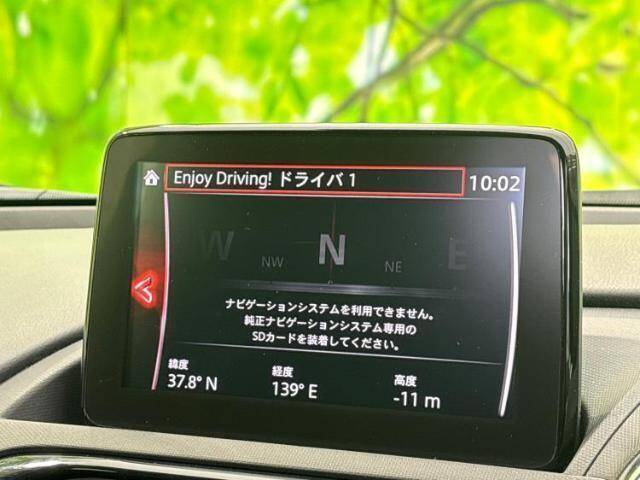 Enjoy Driving! ドライバ 1 10:02
W NW N NE E
ナビゲーションシステムを利用できません。
純正ナビゲーションシステム専用の
SDカードを装着してください。
緯度 経度 高度
37.8° N 139° E -11 m